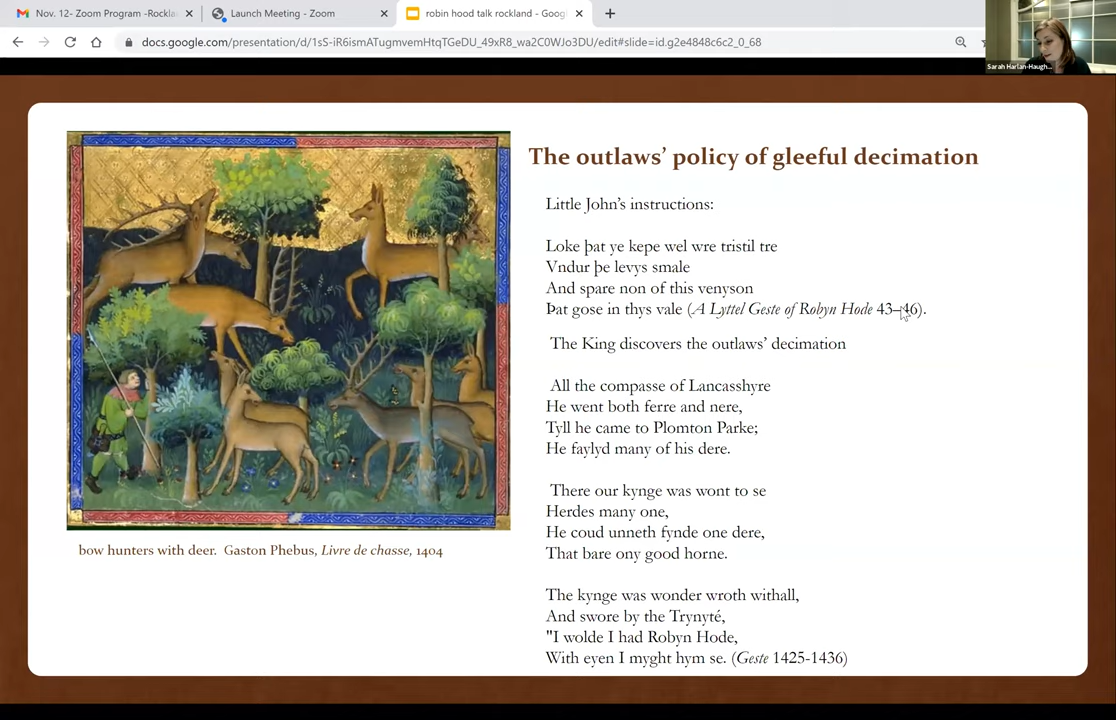 Nov. 12- Zoom Program -Rockla
Launch Meeting - Zoom
robin hood talk rockland - Goog
docs.google.com/presentation/d/1sS-iR6ismATugmvemHtqTGeDU_49xR8_wa2C0WJo3DU/edit#slide=id.g2e4848c6c2_0_68
Sarah Harlan-Haugh...
The outlaws' policy of gleeful decimation
Little John's instructions:
Loke þat ye kepe wel wre tristil tre
Vndur þe levys smale
And spare non of this venyson
Þat gose in thys vale (A Lyttel Geste of Robyn Hode 43–46).
The King discovers the outlaws' decimation
All the compasse of Lancasshyre
He went both ferre and nere,
Tyll he came to Plomton Parke;
He faylyd many of his dere.
There our kynge was wont to se
Herdes many one,
He coud unneth fynde one dere,
That bare ony good horne.
The kynge was wonder wroth withall,
And swore by the Trynyté,
"I wolde I had Robyn Hode,
With eyen I myght hym se. (Geste 1425-1436)
bow hunters with deer. Gaston Phebus, Livre de chasse, 1404